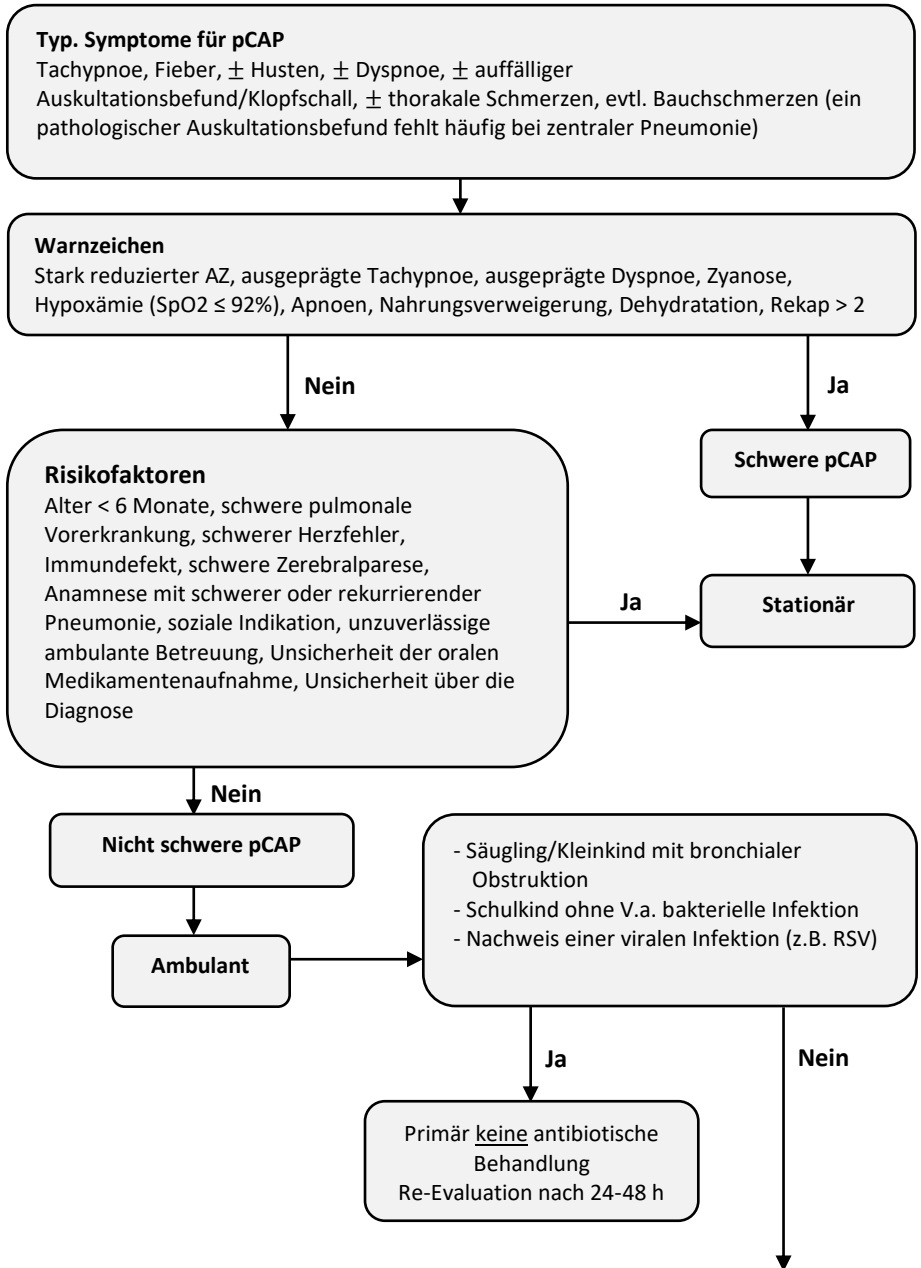 Typ. Symptome für pCAP
Tachypnoe, Fieber, ± Husten, ± Dyspnoe, ± auffälliger
Auskultationsbefund/Klopfschall, ± thorakale Schmerzen, evtl. Bauchschmerzen (ein
pathologischer Auskultationsbefund fehlt häufig bei zentraler Pneumonie)
Warnzeichen
Stark reduzierter AZ, ausgeprägte Tachypnoe, ausgeprägte Dyspnoe, Zyanose,
Hypoxämie (SpO2 ≤ 92%), Apnoen, Nahrungsverweigerung, Dehydratation, Rekap > 2
Nein
Ja
Schwere pCAP
Risikofaktoren
Alter < 6 Monate, schwere pulmonale
Vorerkrankung, schwerer Herzfehler,
Immundefekt, schwere Zerebralparese,
Anamnese mit schwerer oder rekurrierender
Pneumonie, soziale Indikation, unzuverlässige
ambulante Betreuung, Unsicherheit der oralen
Medikamentenaufnahme, Unsicherheit über die
Diagnose
Ja
Stationär
Nein
Nicht schwere pCAP
Ambulant
- Säugling/Kleinkind mit bronchialer
Obstruktion
- Schulkind ohne V.a. bakterielle Infektion
- Nachweis einer viralen Infektion (z.B. RSV)
Ja
Nein
Primär keine antibiotische
Behandlung
Re-Evaluation nach 24-48 h